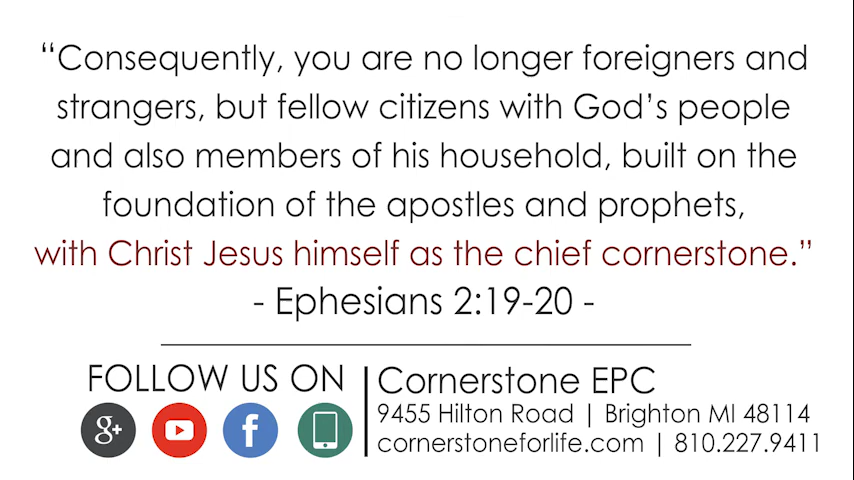 “Consequently, you are no longer foreigners and
strangers, but fellow citizens with God’s people
and also members of his household, built on the
foundation of the apostles and prophets,
with Christ Jesus himself as the chief cornerstone.”
- Ephesians 2:19-20 -
FOLLOW US ON
g+
f
Cornerstone EPC
9455 Hilton Road | Brighton MI 48114
cornerstoneforlife.com | 810.227.9411